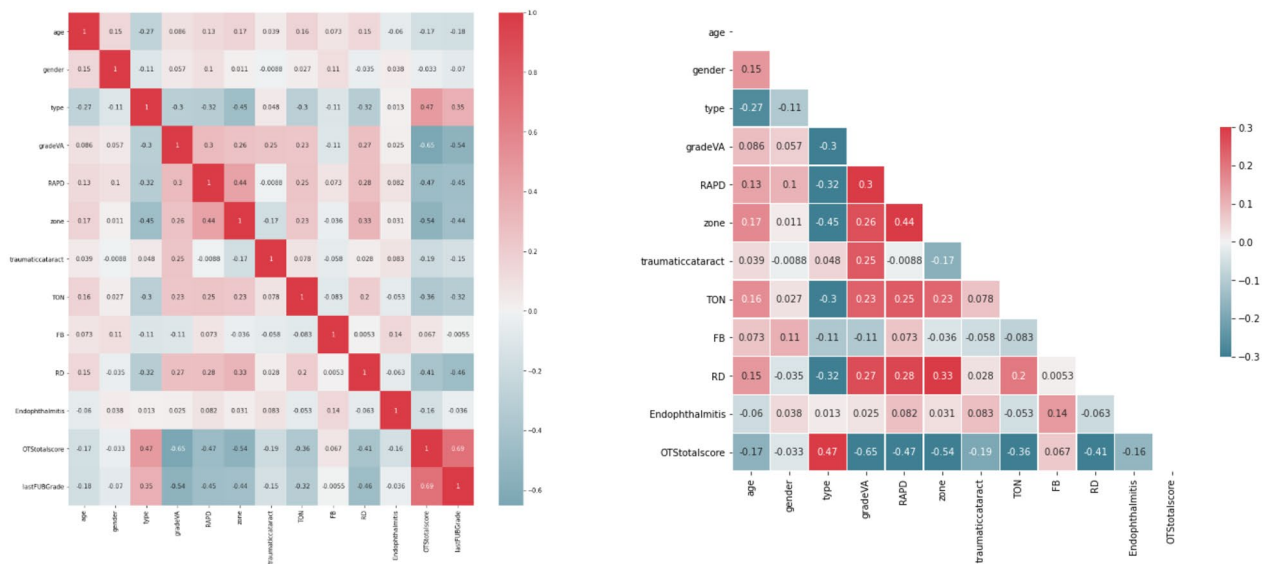 age 1 0.15 -0.27 0.086 0.13 0.17 0.039 0.16 0.073 0.15 -0.06 -0.17 -0.18
gender 0.15 1 -0.11 0.057 0.1 0.011 -0.0088 0.027 0.11 -0.035 0.038 -0.033 -0.07
type -0.27 -0.11 1 -0.3 -0.32 -0.45 0.048 -0.3 -0.11 -0.32 0.013 0.47 0.35
gradeVA 0.086 0.057 -0.3 1 0.3 0.26 0.25 0.23 -0.11 0.27 0.025 -0.65 -0.54
RAPD 0.13 0.1 -0.32 0.3 1 0.44 -0.0088 0.25 0.073 0.28 0.082 -0.47 -0.45
zone 0.17 0.011 -0.45 0.26 0.44 1 -0.17 0.23 -0.036 0.33 0.031 -0.54 -0.44
traumaticcataract 0.039 -0.0088 0.048 0.25 -0.0088 -0.17 1 0.078 -0.058 0.028 0.083 -0.19 -0.15
TON 0.16 0.027 -0.3 0.23 0.25 0.23 0.078 1 -0.083 0.2 -0.053 -0.36 -0.32
FB 0.073 0.11 -0.11 -0.11 0.073 -0.036 -0.058 -0.083 1 0.0053 0.14 0.067 -0.0055
RD 0.15 -0.035 -0.32 0.27 0.28 0.33 0.028 0.2 0.0053 1 -0.063 -0.41 -0.46
Endophthalmitis -0.06 0.038 0.013 0.025 0.082 0.031 0.083 -0.053 0.14 -0.063 1 -0.16 -0.036
OTStotalscore -0.17 -0.033 0.47 -0.65 -0.47 -0.54 -0.19 -0.36 0.067 -0.41 -0.16 1 0.69
lastFUBGrade -0.18 -0.07 0.35 -0.54 -0.45 -0.44 -0.15 -0.32 -0.0055 -0.46 -0.036 0.69 1
age gender type gradeVA RAPD zone traumaticcataract TON FB RD Endophthalmitis OTStotalscore lastFUBGrade
1.0
0.8
0.6
0.4
0.2
0.0
-0.2
-0.4
-0.6
age
gender 0.15
type -0.27 -0.11
gradeVA 0.086 0.057 -0.3
RAPD 0.13 0.1 -0.32 0.3
zone 0.17 0.011 -0.45 0.26 0.44
traumaticcataract 0.039 -0.0088 0.048 0.25 -0.0088 -0.17
TON 0.16 0.027 -0.3 0.23 0.25 0.23 0.078
FB 0.073 0.11 -0.11 -0.11 0.073 -0.036 -0.058 -0.083
RD 0.15 -0.035 -0.32 0.27 0.28 0.33 0.028 0.2 0.0053
Endophthalmitis -0.06 0.038 0.013 0.025 0.082 0.031 0.083 -0.053 0.14 -0.063
OTStotalscore -0.17 -0.033 0.47 -0.65 -0.47 -0.54 -0.19 -0.36 0.067 -0.41 -0.16
age gender type gradeVA RAPD zone traumaticcataract TON FB RD Endophthalmitis OTStotalscore
0.3
0.2
0.1
0.0
-0.1
-0.2
-0.3